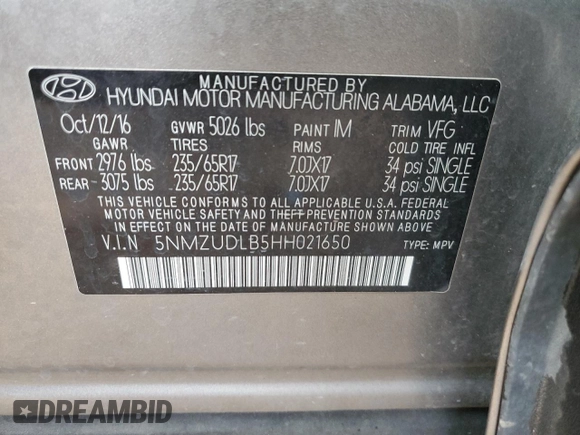 MANUFACTURED BY
HYUNDAI MOTOR MANUFACTURING ALABAMA, LLC
Oct/12/16 GVWR 5026 lbs PAINT IM TRIM VFG
GAWR TIRES RIMS COLD TIRE INFL
FRONT 2976 lbs 235/65R17 7.0JX17 34 psi SINGLE
REAR 3075 lbs 235/65R17 7.0JX17 34 psi SINGLE
THIS VEHICLE CONFORMS TO ALL APPLICABLE U.S.A. FEDERAL
MOTOR VEHICLE SAFETY AND THEFT PREVENTION STANDARDS
IN EFFECT ON THE DATE OF MANUFACTURE SHOWN ABOVE
V.I.N 5NMZUDLB5HH021650 TYPE: MPV
DREAMBID